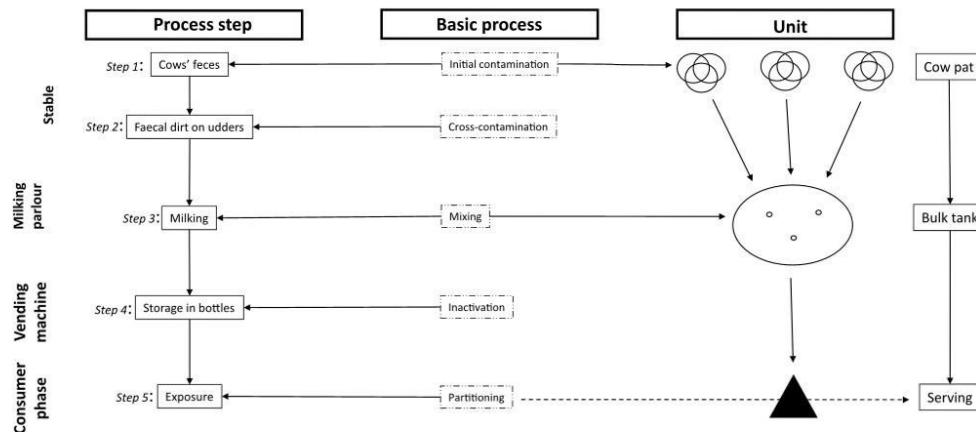 Process step
Basic process
Unit
Stable
Step 1:
Cows' feces
Initial contamination
Cow pat
Step 2:
Faecal dirt on udders
Cross-contamination
Milking
parlour
Step 3:
Milking
Mixing
Bulk tank
Vending
machine
Step 4:
Storage in bottles
Inactivation
Consumer
phase
Step 5:
Exposure
Partitioning
Serving